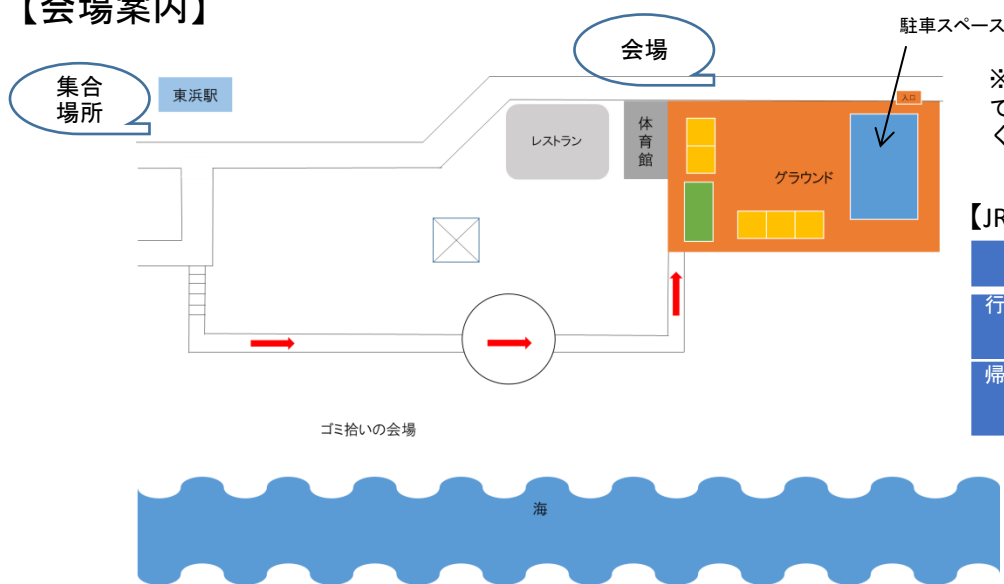 【会場案内】
駐車スペース
会場
集合
場所
東浜駅
※
て
く
入口
レストラン
体
育
館
グラウンド
【JR
行
帰
ゴミ拾いの会場
海